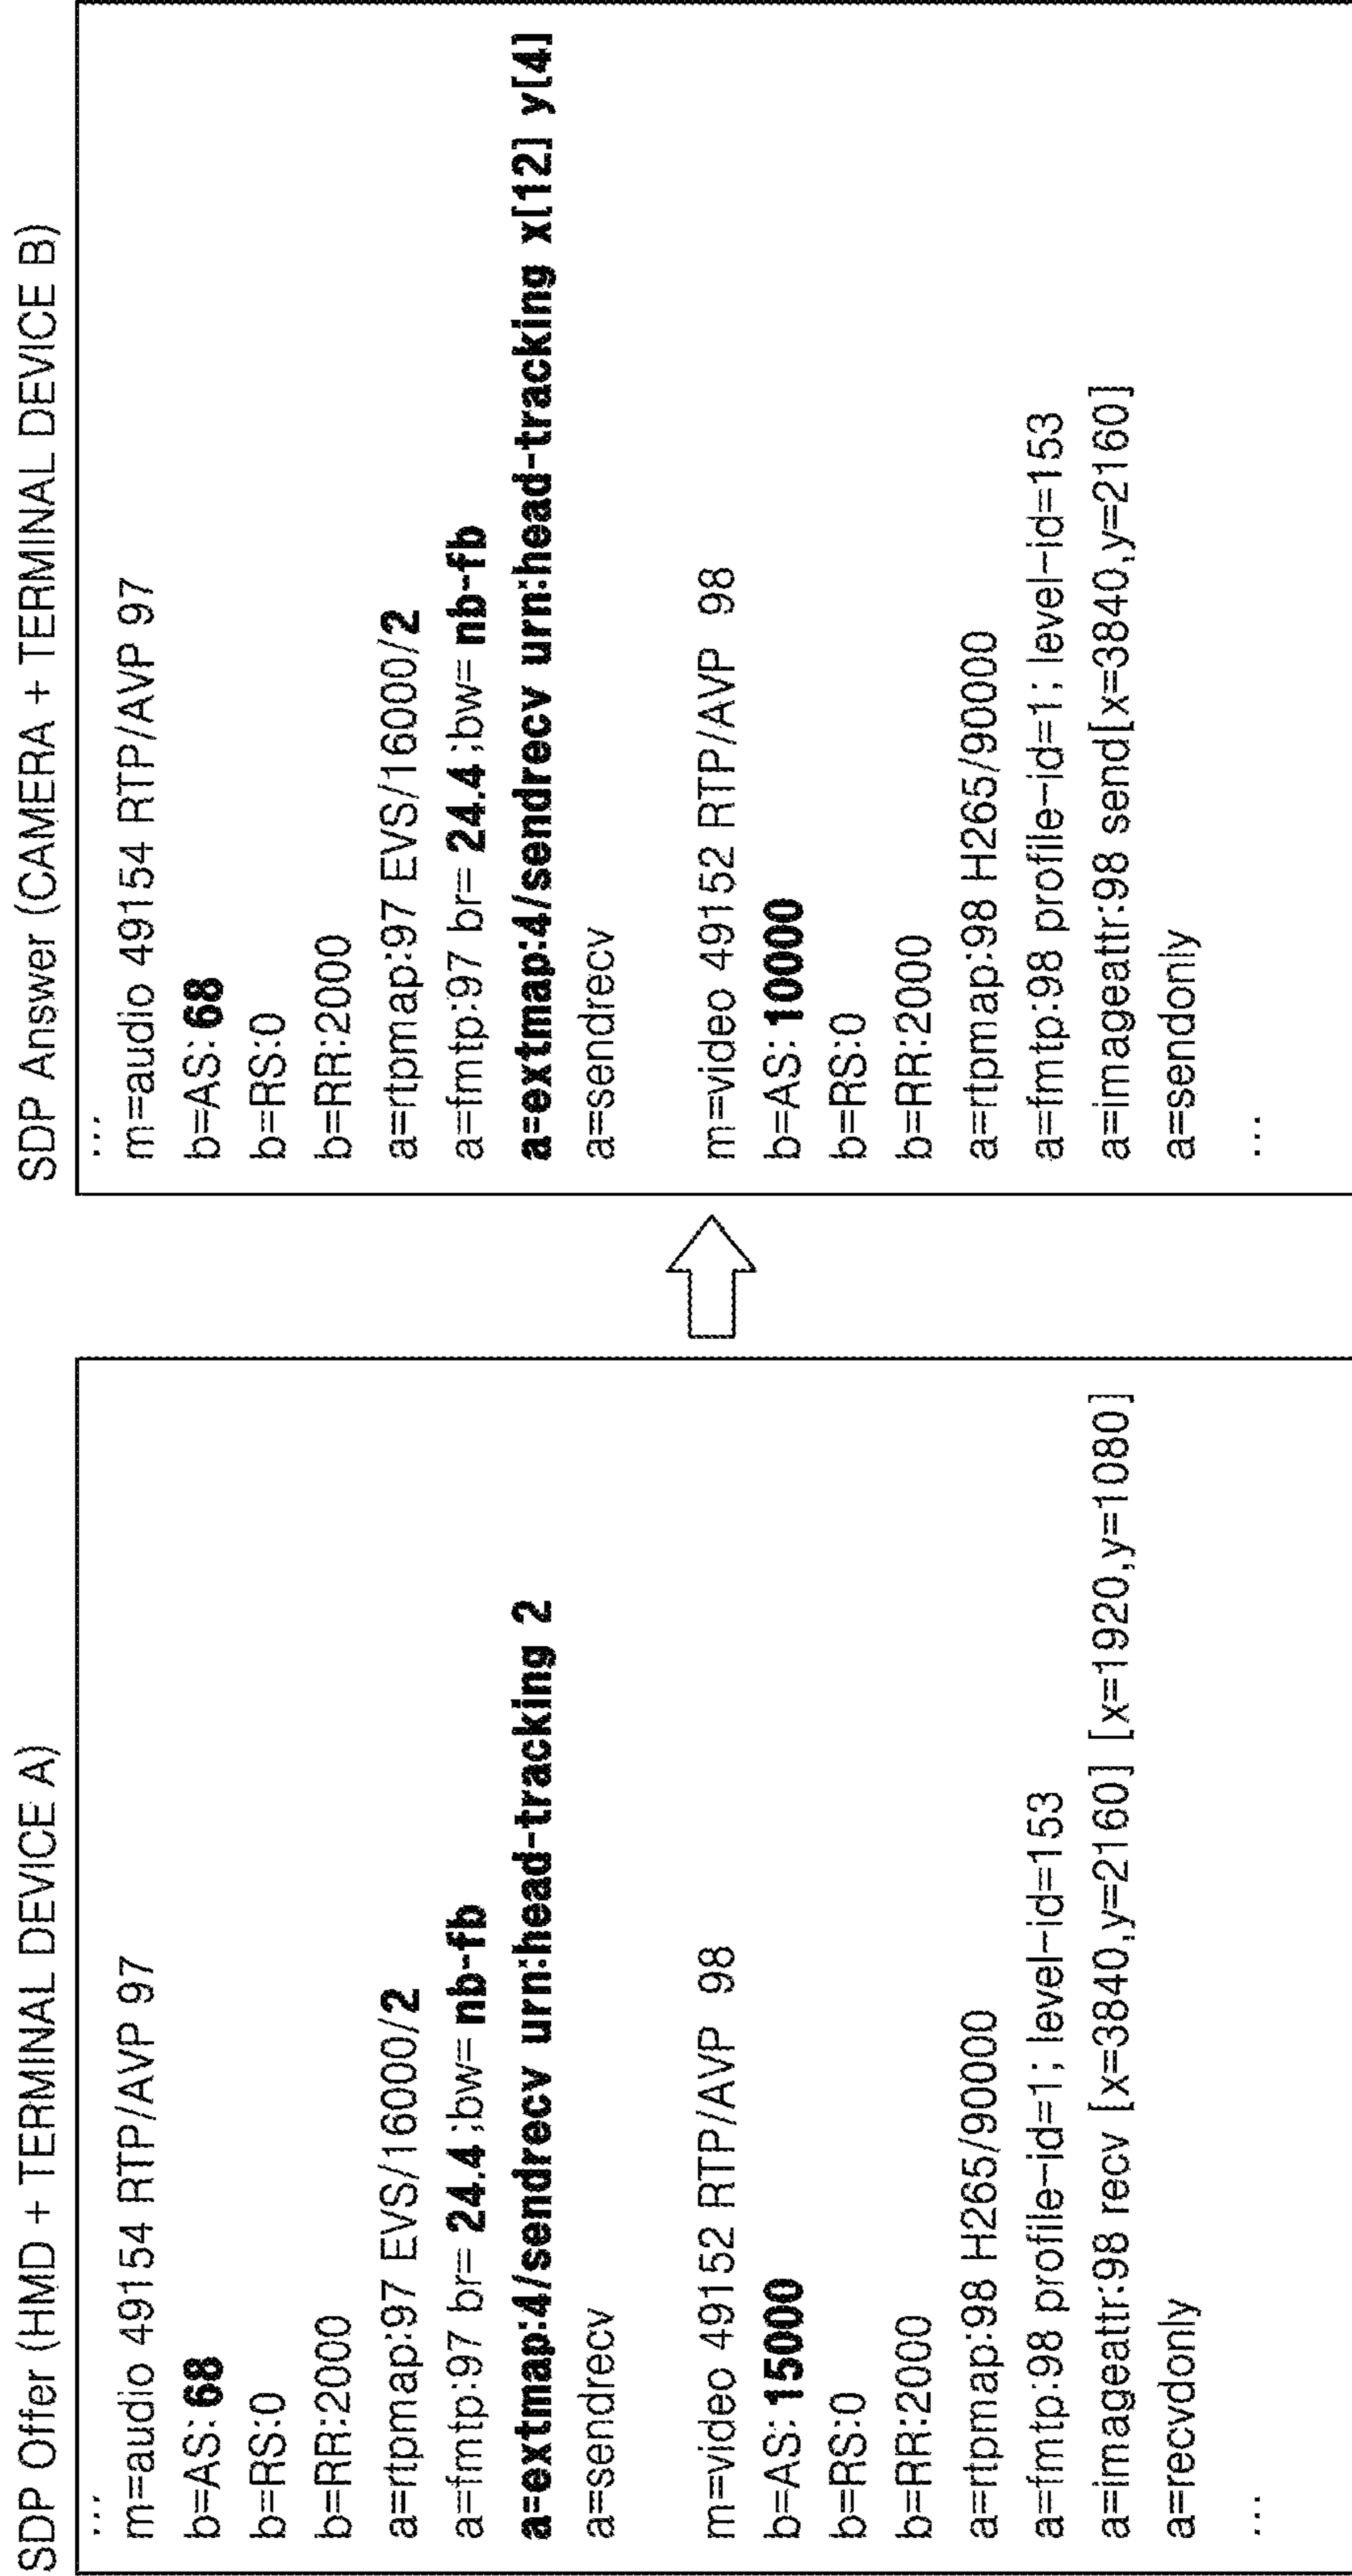 SDP Offer (HMD + TERMINAL DEVICE A)
...
m=audio 49154 RTP/AVP 97
b=AS: 68
b=RS:0
b=RR:2000
a=rtpmap:97 EVS/16000/2
a=fmtp:97 br= 24.4 ;bw= nb-fb
a=extmap:4/sendrecv urn:head-tracking 2
a=sendrecv
m=video 49152 RTP/AVP 98
b=AS: 15000
b=RS:0
b=RR:2000
a=rtpmap:98 H265/90000
a=fmtp:98 profile-id=1; level-id=153
a=imageattr:98 recv [x=3840,y=2160] [x=1920,y=1080]
a=recvdonly
...
SDP Answer (CAMERA + TERMINAL DEVICE B)
...
m=audio 49154 RTP/AVP 97
b=AS: 68
b=RS:0
b=RR:2000
a=rtpmap:97 EVS/16000/2
a=fmtp:97 br= 24.4 ;bw= nb-fb
a=extmap:4/sendrecv urn:head-tracking x[12] y[4]
a=sendrecv
m=video 49152 RTP/AVP 98
b=AS: 10000
b=RS:0
b=RR:2000
a=rtpmap:98 H265/90000
a=fmtp:98 profile-id=1; level-id=153
a=imageattr:98 send[x=3840,y=2160]
a=sendonly
...